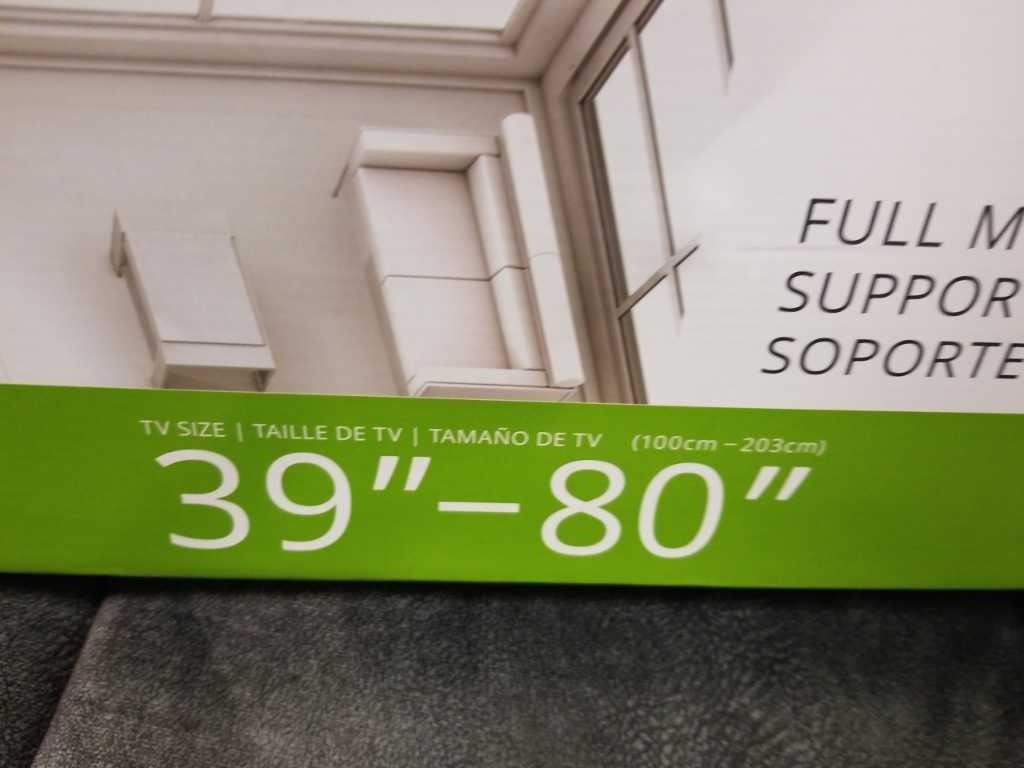 FULL M
SUPPOR
SOPORTE
TV SIZE | TAILLE DE TV | TAMAÑO DE TV (100cm – 203cm)
39”– 80”